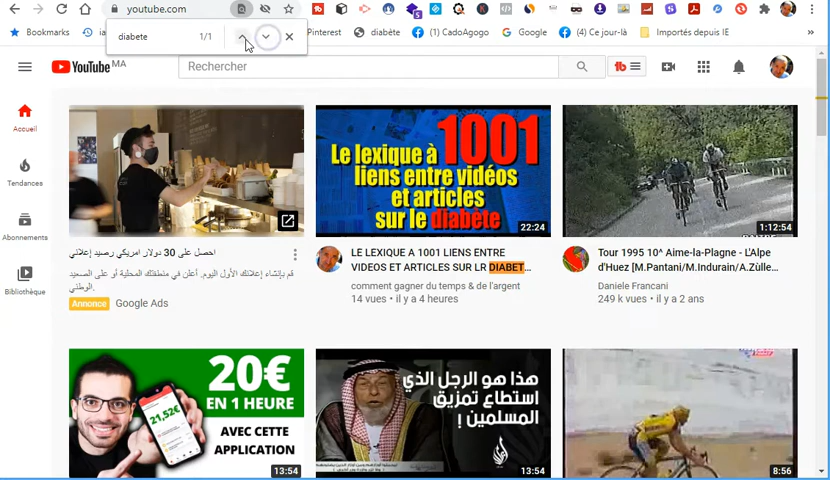 youtube.com
diabete 1/1
Bookmarks
Pinterest
diabète
(1) CadoAgogo
Facebook
(4) Ce jour-là
Importés depuis IE
YouTube MA
Rechercher
Accueil
Tendances
Abonnements
Bibliothèque
احصل على 30 دولار امريكي رصيد إعلاني
قم بإنشاء إعلانك الأول اليوم. أعلن في منطقتك المحلية أو على الصعيد
الوطني.
Annonce Google Ads
Le lexique à 1001
liens entre vidéos
et articles
sur le diabète
22:24
LE LEXIQUE A 1001 LIENS ENTRE
VIDEOS ET ARTICLES SUR LR DIABET...
comment gagner du temps & de l'argent
14 vues • il y a 4 heures
1:12:54
Tour 1995 10^ Aime-la-Plagne - L'Alpe
d'Huez [M.Pantani/M.Indurain/A.Zülle...
Daniele Francani
249 k vues • il y a 2 ans
20€
EN 1 HEURE
21,52€
AVEC CETTE
APPLICATION
13:54
هذا هو الرجل الذي
استطاع تمزيق
المسلمين !
13:54
8:56